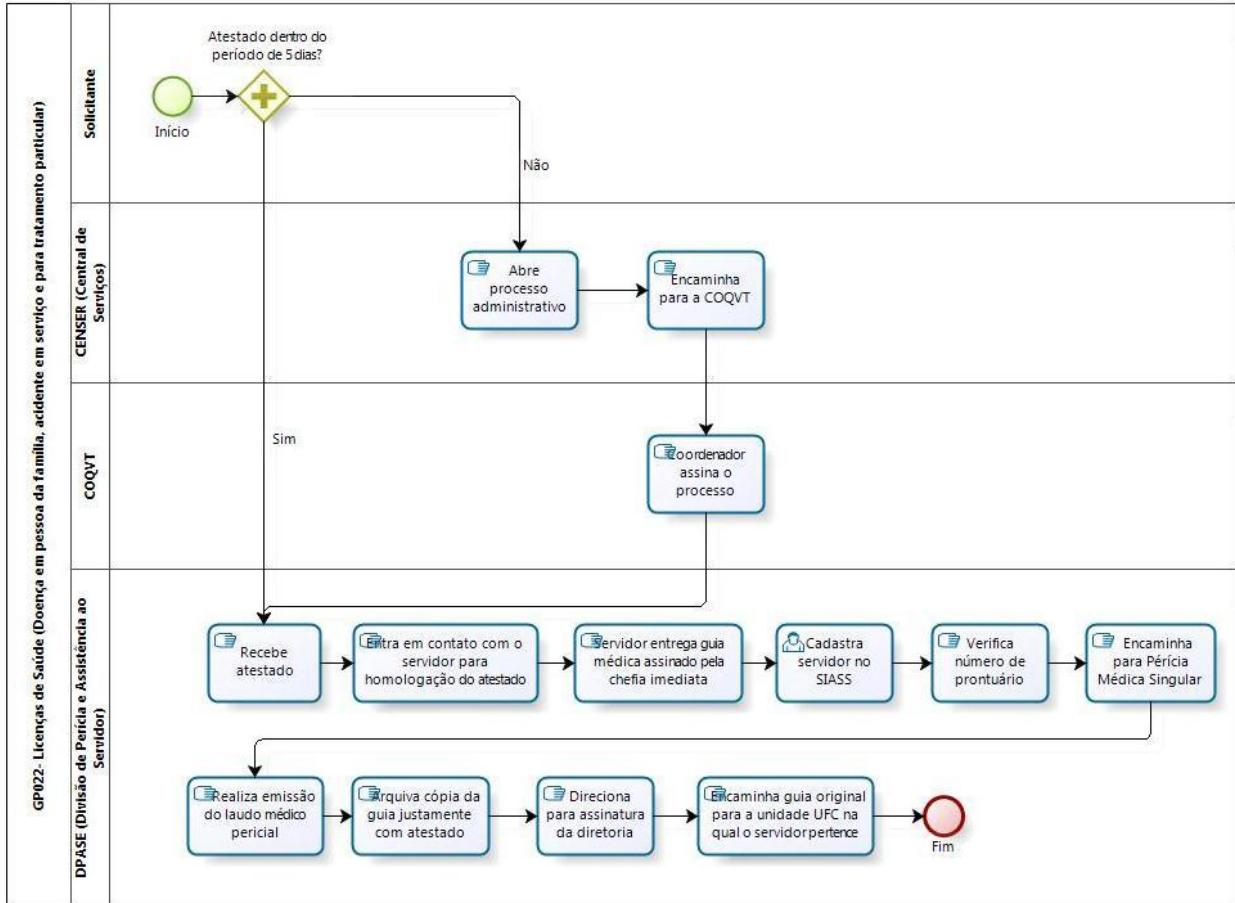 GP022- Licenças de Saúde (Doença em pessoa da família, acidente em serviço e para tratamento particular)
Solicitante
Atestado dentro do
período de 5 dias?
Início
Não
Sim
CENSER (Central de
Serviços)
Abre
processo
administrativo
Encaminha
para a COQVT
COQVT
Coordenador
assina o
processo
DPASE (Divisão de Perícia e Assistência ao
Servidor)
Recebe
atestado
Entra em contato com o
servidor para
homologação do atestado
Servidor entrega guia
médica assinado pela
chefia imediata
Cadastra
servidor no
SIASS
Verifica
número de
prontuário
Encaminha
para Périćia
Médica Singular
Realiza emissão
do laudo médico
pericial
Arquiva cópia da
guia justamente
com atestado
Direciona
para assinatura
da diretoria
Encaminha guia original
para a unidade UFC na
qual o servidor pertence
Fim